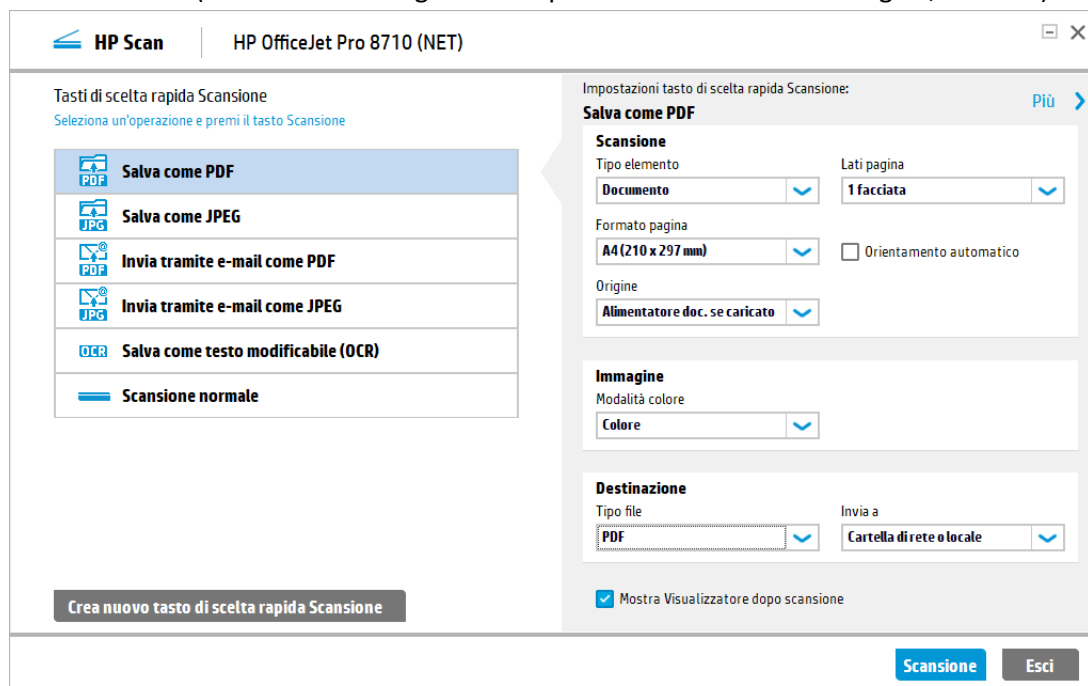 HP Scan
HP OfficeJet Pro 8710 (NET)
Tasti di scelta rapida Scansione
Seleziona un'operazione e premi il tasto Scansione
PDF
Salva come PDF
JPG
Salva come JPEG
@
PDF
Invia tramite e-mail come PDF
@
JPG
Invia tramite e-mail come JPEG
OCR
Salva come testo modificabile (OCR)
Scansione normale
Crea nuovo tasto di scelta rapida Scansione
Impostazioni tasto di scelta rapida Scansione:
Salva come PDF
Più
Scansione
Tipo elemento
Lati pagina
Documento
1 facciata
Formato pagina
A4 (210 x 297 mm)
Orientamento automatico
Origine
Alimentatore doc. se caricato
Immagine
Modalità colore
Colore
Destinazione
Tipo file
Invia a
PDF
Cartella di rete o locale
Mostra Visualizzatore dopo scansione
Scansione
Esci